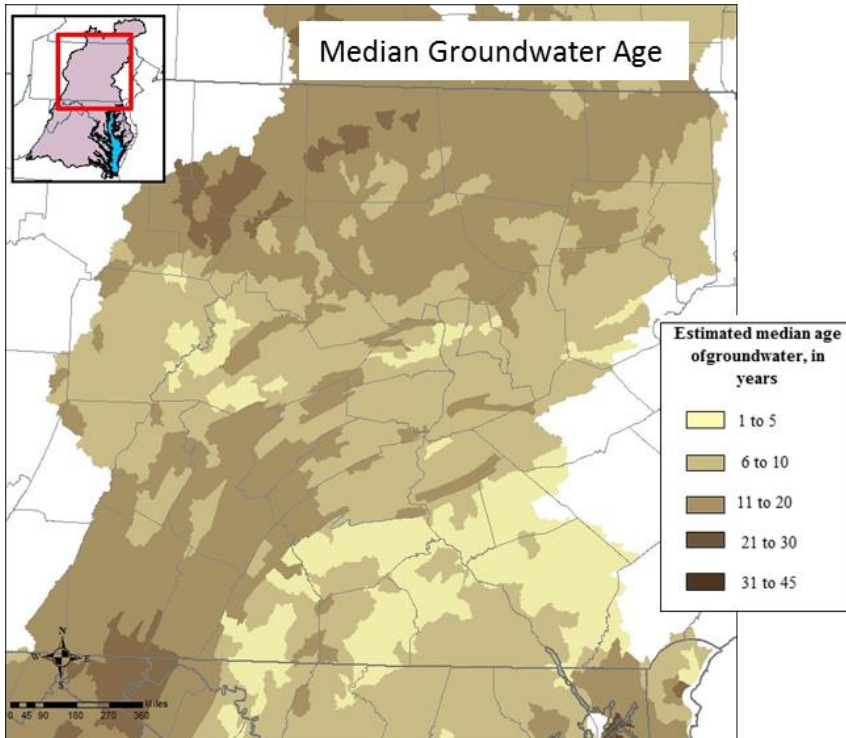 Median Groundwater Age
Estimated median age
ofgroundwater, in
years
1 to 5
6 to 10
11 to 20
21 to 30
31 to 45
N
W E
S
Miles
0 45 90 180 270 360